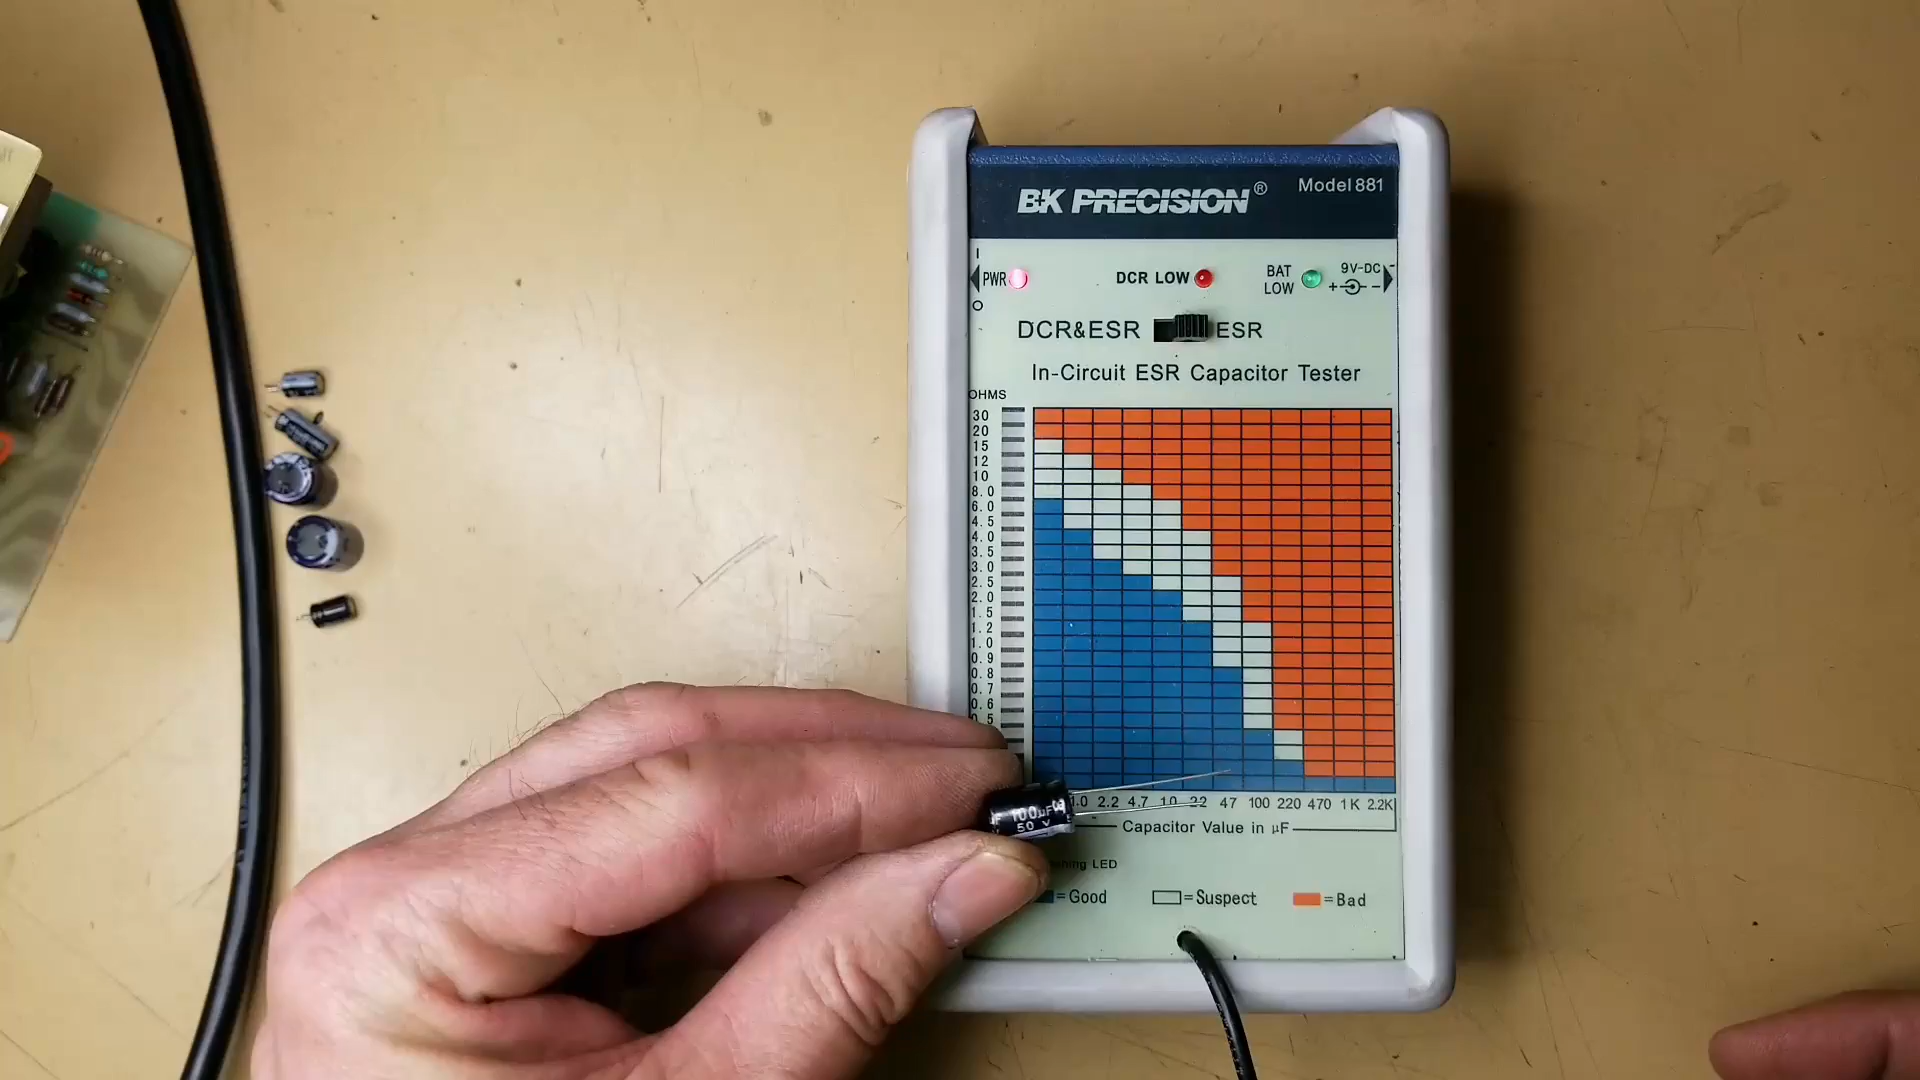 B+K PRECISION® Model 881
I
PWR DCR LOW BAT LOW 9V-DC
+ -
O
DCR&ESR ESR
In-Circuit ESR Capacitor Tester
OHMS
30
20
15
12
10
8.0
6.0
4.5
4.0
3.5
3.0
2.5
2.0
1.5
1.2
1.0
0.9
0.8
0.7
0.6
0.5
1.0 2.2 4.7 10 22 47 100 220 470 1K 2.2K
Capacitor Value in μF
100μF
50 V
LED
=Good =Suspect =Bad